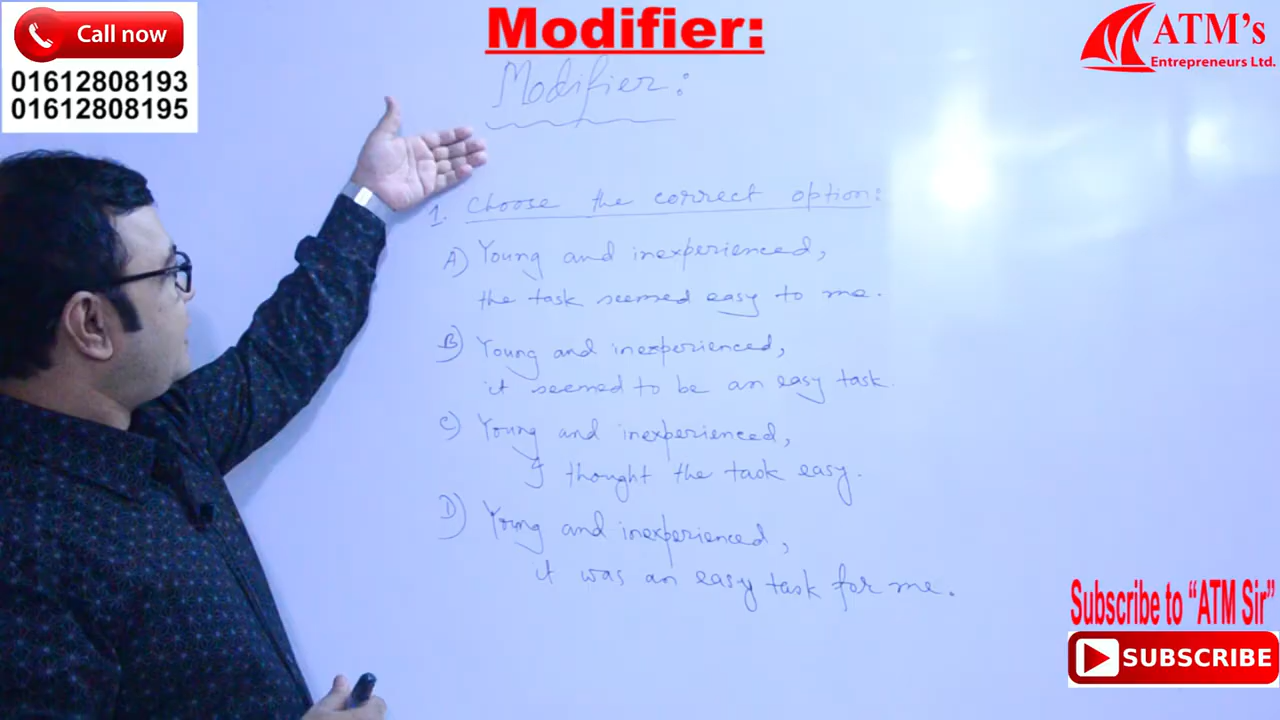 Call now
01612808193
01612808195
Modifier:
ATM's
Entrepreneurs Ltd.
Modifier:
1. Choose the correct option:
A) Young and inexperienced,
the task seemed easy to me.
B) Young and inexperienced,
it seemed to be an easy task.
C) Young and inexperienced,
I thought the task easy.
D) Young and inexperienced,
it was an easy task for me.
Subscribe to "ATM Sir"
SUBSCRIBE